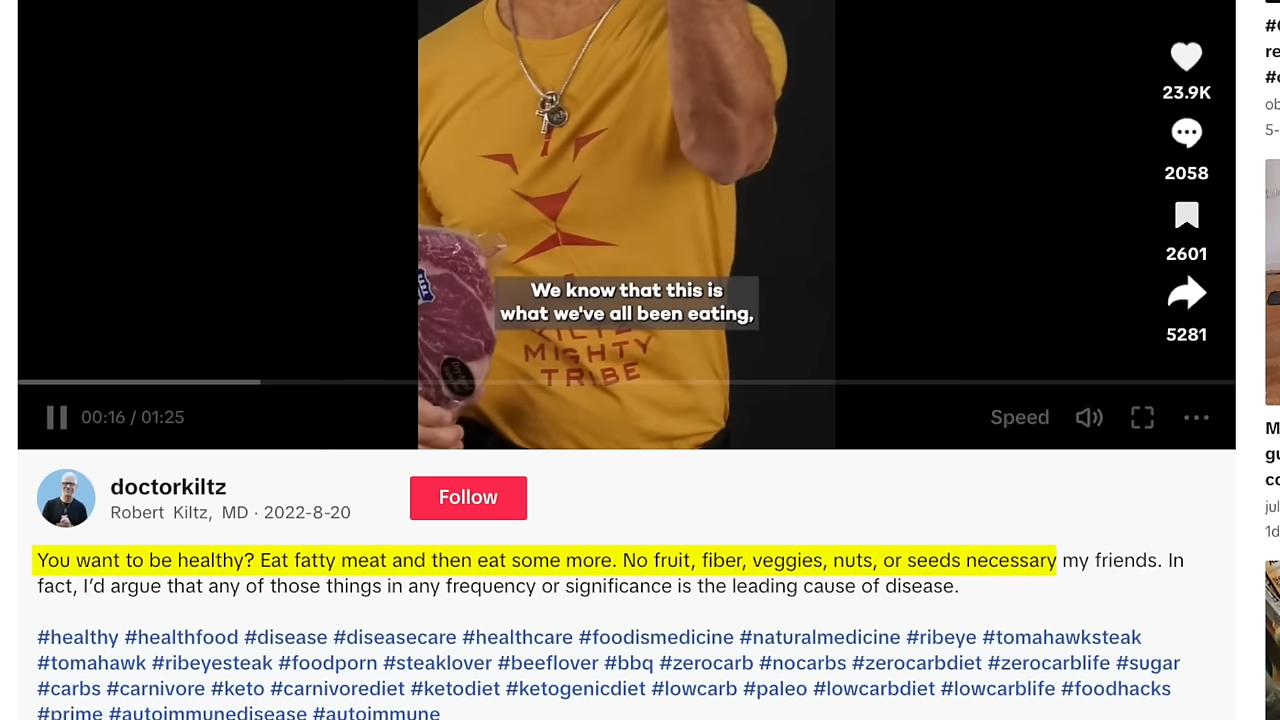 23.9K
2058
2601
5281
We know that this is
what we've all been eating,
KILTZ
MIGHTY
TRIBE
00:16 / 01:25
Speed
doctorkiltz
Robert Kiltz, MD · 2022-8-20
Follow
You want to be healthy? Eat fatty meat and then eat some more. No fruit, fiber, veggies, nuts, or seeds necessary my friends. In
fact, I'd argue that any of those things in any frequency or significance is the leading cause of disease.
#healthy #healthfood #disease #diseasecare #healthcare #foodismedicine #naturalmedicine #ribeye #tomahawksteak
#tomahawk #ribeyesteak #foodporn #steaklover #beeflover #bbq #zerocarb #nocarbs #zerocarbdiet #zerocarblife #sugar
#carbs #carnivore #keto #carnivorediet #ketodiet #ketogenicdiet #lowcarb #paleo #lowcarbdiet #lowcarblife #foodhacks
#prime #autoimmunedisease #autoimmune